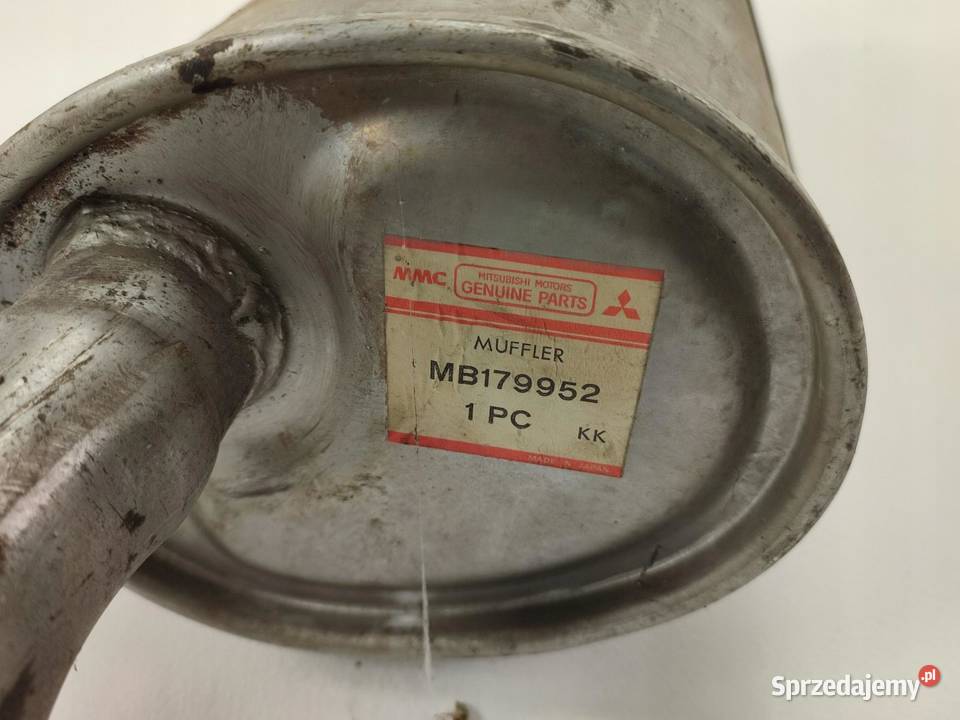 MMC
MITSUBISHI MOTORS
GENUINE PARTS
MUFFLER
MB179952
1 PC KK
MADE IN JAPAN
Sprzedajemy.pl